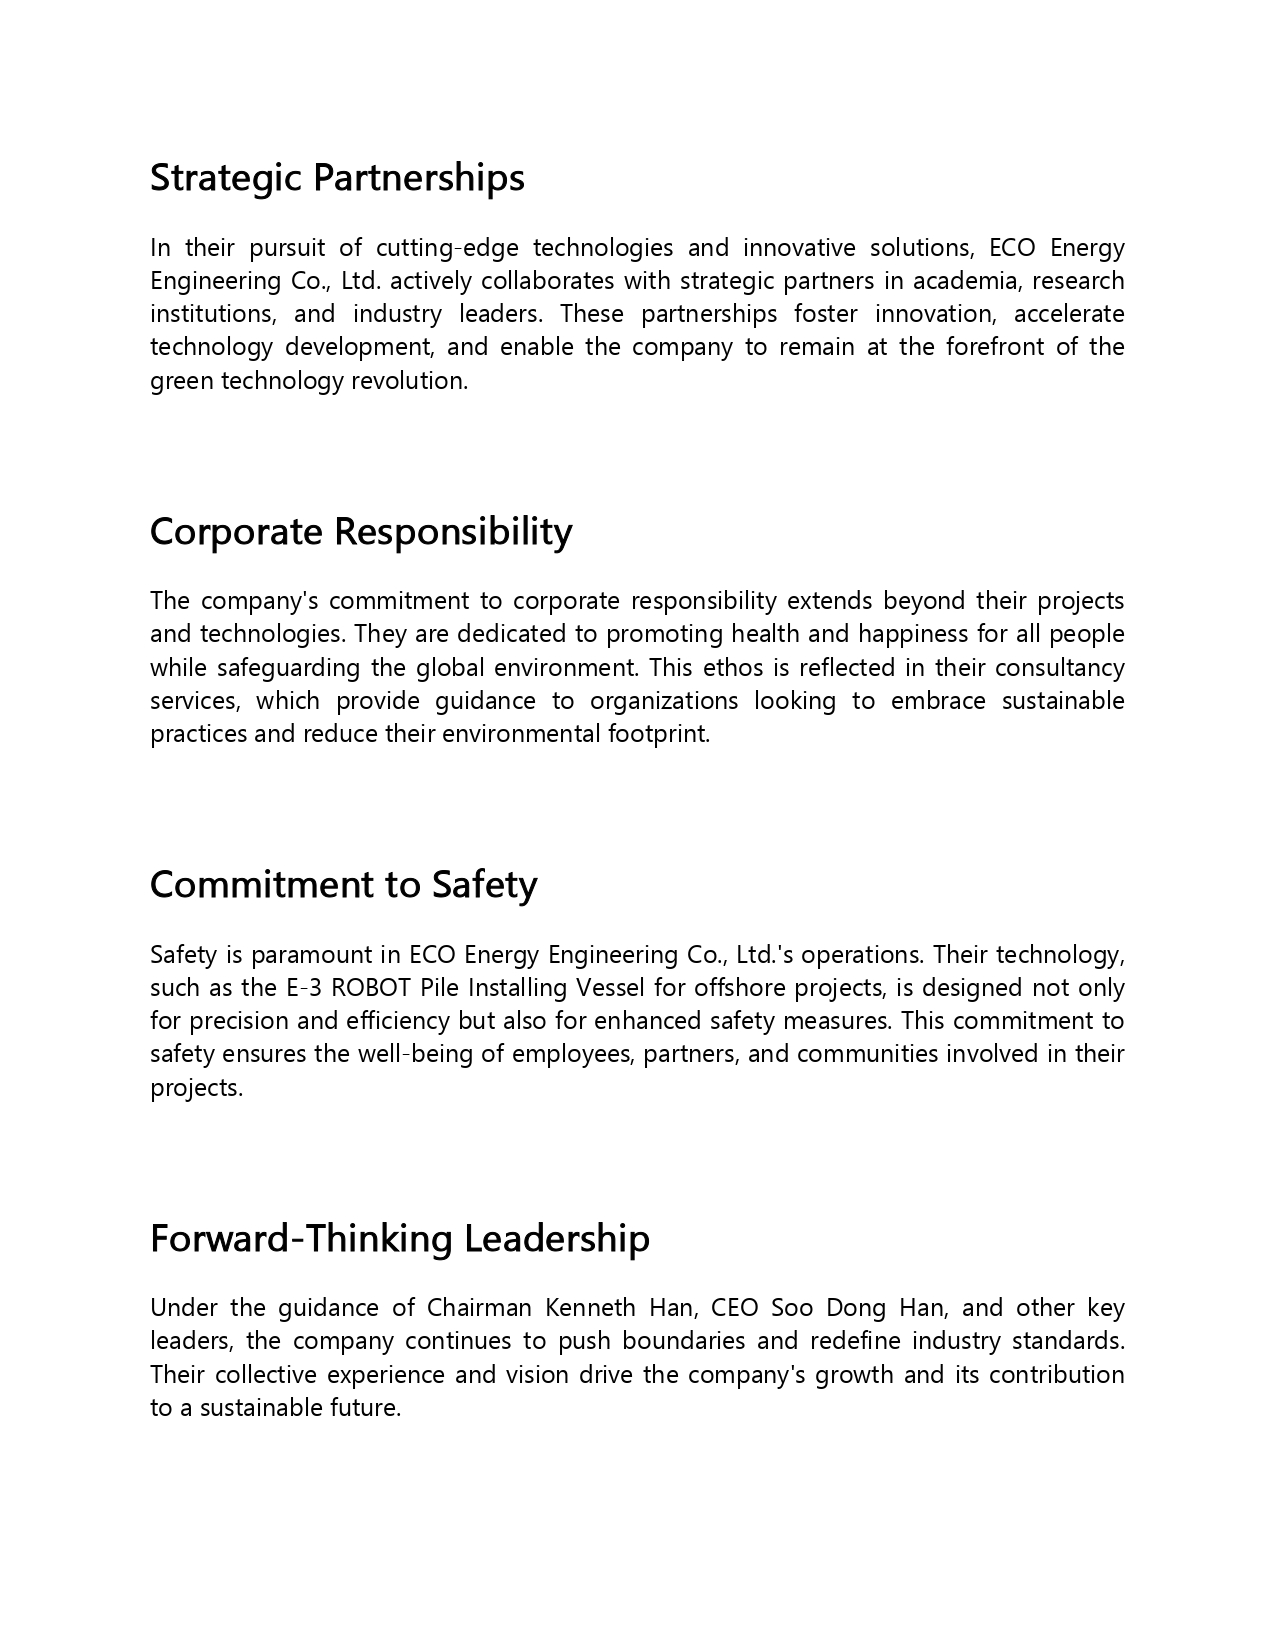 Strategic Partnerships
In their pursuit of cutting-edge technologies and innovative solutions, ECO Energy
Engineering Co., Ltd. actively collaborates with strategic partners in academia, research
institutions, and industry leaders. These partnerships foster innovation, accelerate
technology development, and enable the company to remain at the forefront of the
green technology revolution.
Corporate Responsibility
The company's commitment to corporate responsibility extends beyond their projects
and technologies. They are dedicated to promoting health and happiness for all people
while safeguarding the global environment. This ethos is reflected in their consultancy
services, which provide guidance to organizations looking to embrace sustainable
practices and reduce their environmental footprint.
Commitment to Safety
Safety is paramount in ECO Energy Engineering Co., Ltd.'s operations. Their technology,
such as the E-3 ROBOT Pile Installing Vessel for offshore projects, is designed not only
for precision and efficiency but also for enhanced safety measures. This commitment to
safety ensures the well-being of employees, partners, and communities involved in their
projects.
Forward-Thinking Leadership
Under the guidance of Chairman Kenneth Han, CEO Soo Dong Han, and other key
leaders, the company continues to push boundaries and redefine industry standards.
Their collective experience and vision drive the company's growth and its contribution
to a sustainable future.